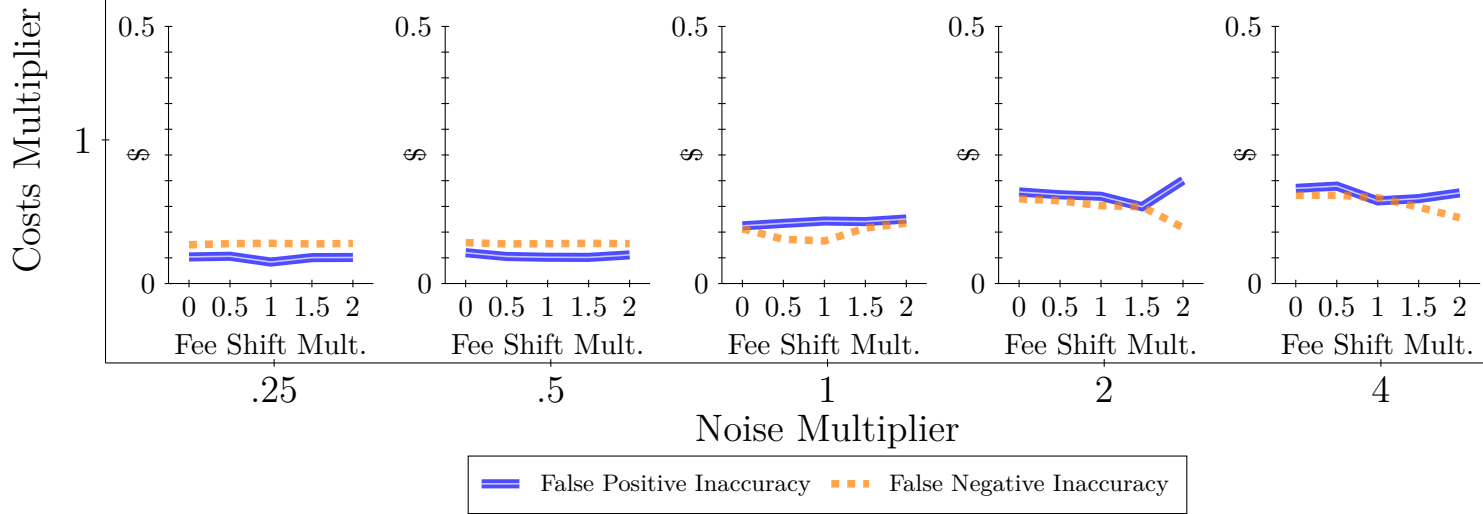 Costs Multiplier
1
0.5
$
0
0 0.5 1 1.5 2
Fee Shift Mult.
0.5
$
0
0 0.5 1 1.5 2
Fee Shift Mult.
0.5
$
0
0 0.5 1 1.5 2
Fee Shift Mult.
0.5
$
0
0 0.5 1 1.5 2
Fee Shift Mult.
0.5
$
0
0 0.5 1 1.5 2
Fee Shift Mult.
.25 .5 1 2 4
Noise Multiplier
False Positive Inaccuracy False Negative Inaccuracy